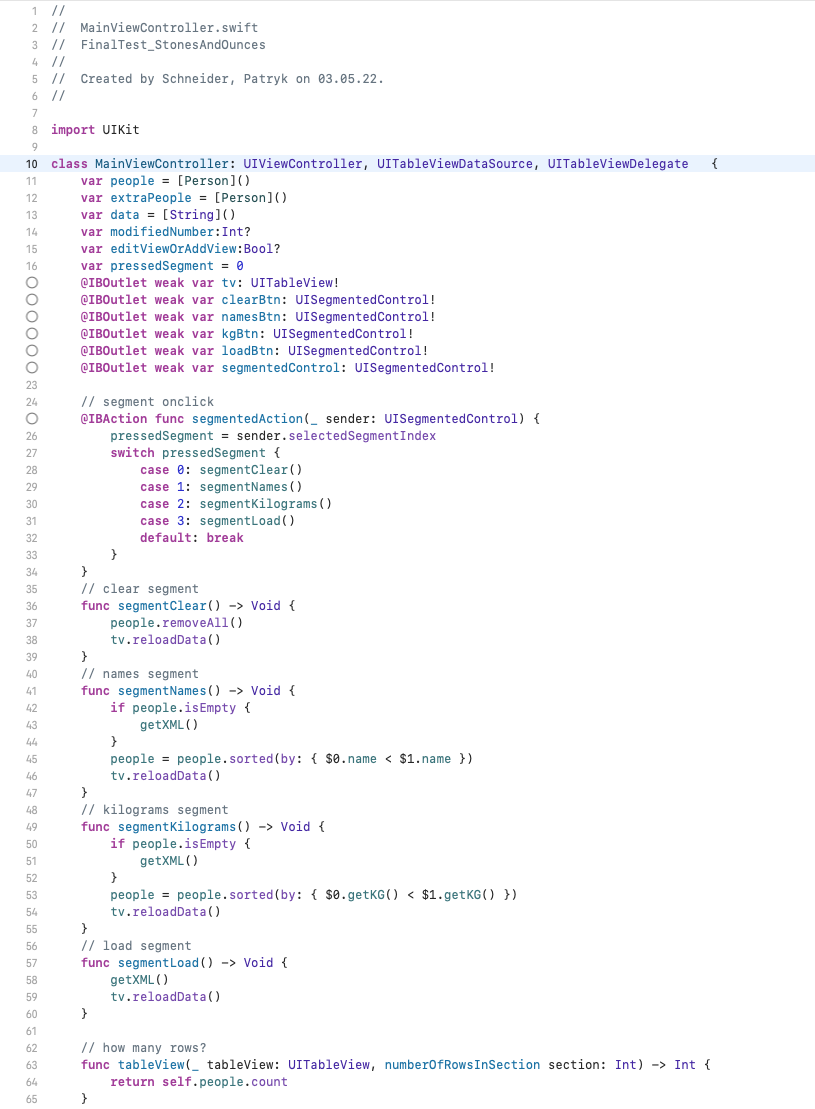 1 //
2 //  MainViewController.swift
3 //  FinalTest_StonesAndOunces
4 //
5 //  Created by Schneider, Patryk on 03.05.22.
6 //
7
8 import UIKit
9
10 class MainViewController: UIViewController, UITableViewDataSource, UITableViewDelegate   {
11     var people = [Person]()
12     var extraPeople = [Person]()
13     var data = [String]()
14     var modifiedNumber:Int?
15     var editViewOrAddView:Bool?
16     var pressedSegment = 0
    @IBOutlet weak var tv: UITableView!
    @IBOutlet weak var clearBtn: UISegmentedControl!
    @IBOutlet weak var namesBtn: UISegmentedControl!
    @IBOutlet weak var kgBtn: UISegmentedControl!
    @IBOutlet weak var loadBtn: UISegmentedControl!
    @IBOutlet weak var segmentedControl: UISegmentedControl!
23
24     // segment onclick
    @IBAction func segmentedAction(_ sender: UISegmentedControl) {
26         pressedSegment = sender.selectedSegmentIndex
27         switch pressedSegment {
28             case 0: segmentClear()
29             case 1: segmentNames()
30             case 2: segmentKilograms()
31             case 3: segmentLoad()
32             default: break
33         }
34     }
35     // clear segment
36     func segmentClear() -> Void {
37         people.removeAll()
38         tv.reloadData()
39     }
40     // names segment
41     func segmentNames() -> Void {
42         if people.isEmpty {
43             getXML()
44         }
45         people = people.sorted(by: { $0.name < $1.name })
46         tv.reloadData()
47     }
48     // kilograms segment
49     func segmentKilograms() -> Void {
50         if people.isEmpty {
51             getXML()
52         }
53         people = people.sorted(by: { $0.getKG() < $1.getKG() })
54         tv.reloadData()
55     }
56     // load segment
57     func segmentLoad() -> Void {
58         getXML()
59         tv.reloadData()
60     }
61
62     // how many rows?
63     func tableView(_ tableView: UITableView, numberOfRowsInSection section: Int) -> Int {
64         return self.people.count
65     }